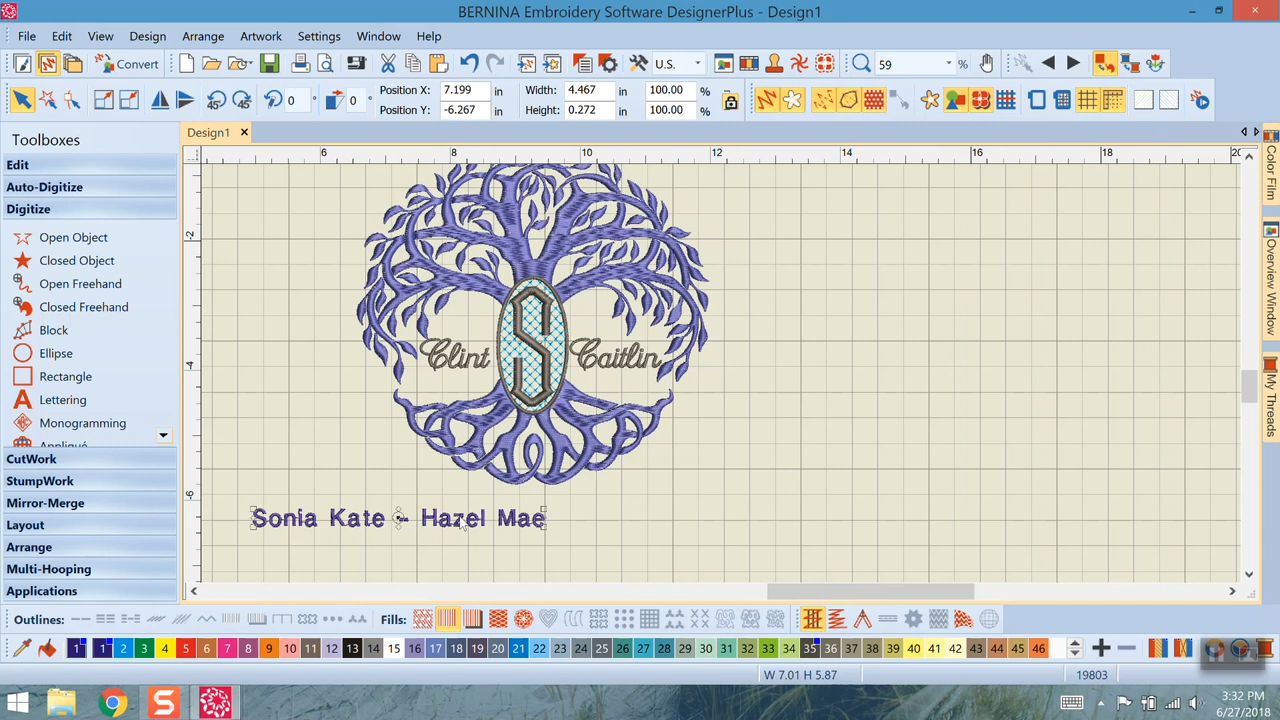 BERNINA Embroidery Software DesignerPlus - Design1
File Edit View Design Arrange Artwork Settings Window Help
Convert U.S. 59 %
Position X: 7.199 in Width: 4.467 in 100.00 %
Position Y: -6.267 in Height: 0.272 in 100.00 %
45 45 0 ° 0 °
Toolboxes
Design1
Edit
Auto-Digitize
Digitize
Open Object
Closed Object
Open Freehand
Closed Freehand
Block
Ellipse
Rectangle
Lettering
Monogramming
Appliqué
CutWork
StumpWork
Mirror-Merge
Layout
Arrange
Multi-Hooping
Applications
6 8 10 12 14 16 18 20
-2
-4
-6
Clint S Caitlin
Sonia Kate - Hazel Mae
Color Film
Overview Window
My Threads
Outlines: Fills:
1 1 2 3 4 5 6 7 8 9 10 11 12 13 14 15 16 17 18 19 20 21 22 23 24 25 26 27 28 29 30 31 32 33 34 35 36 37 38 39 40 41 42 43 44 45 46
W 7.01 H 5.87 19803
3:32 PM
6/27/2018